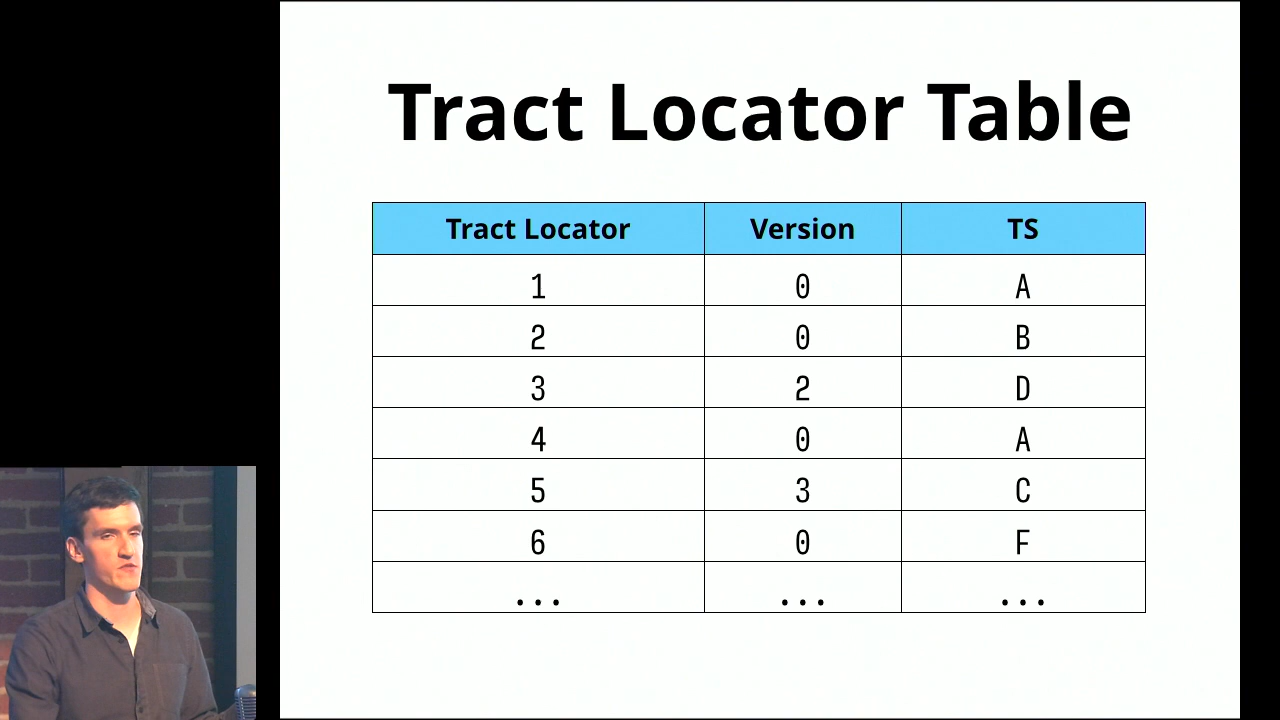 Tract Locator Table
Tract Locator Version TS
1 0 A
2 0 B
3 2 D
4 0 A
5 3 C
6 0 F
... ... ...